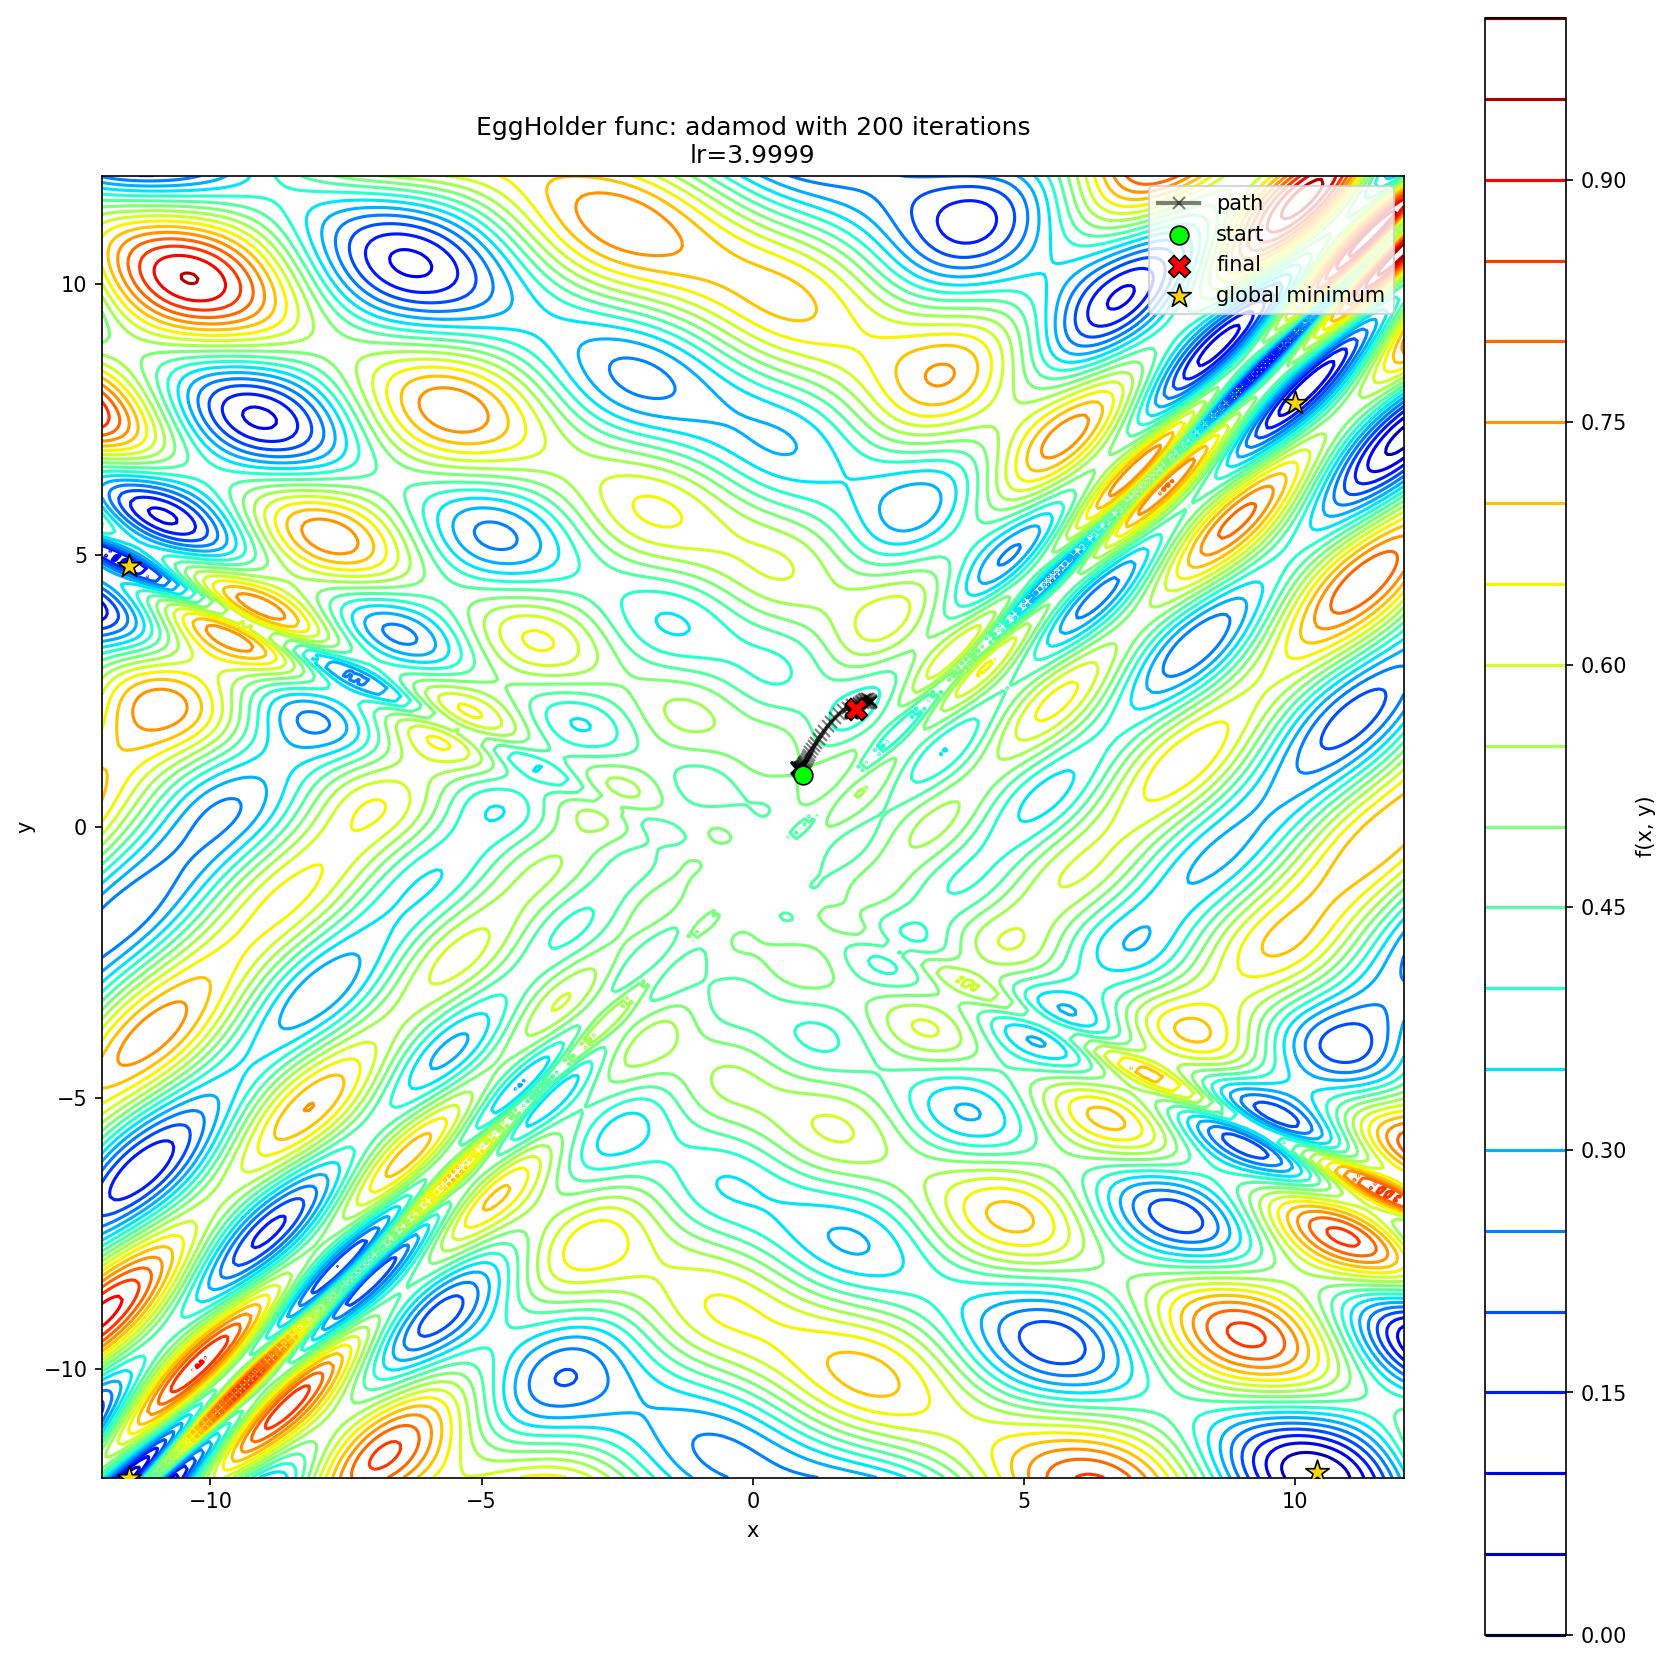 EggHolder func: adamod with 200 iterations
lr=3.9999
path
start
final
global minimum
10
5
0
−5
−10
y
−10
−5
0
5
10
x
0.90
0.75
0.60
0.45
0.30
0.15
0.00
f(x, y)